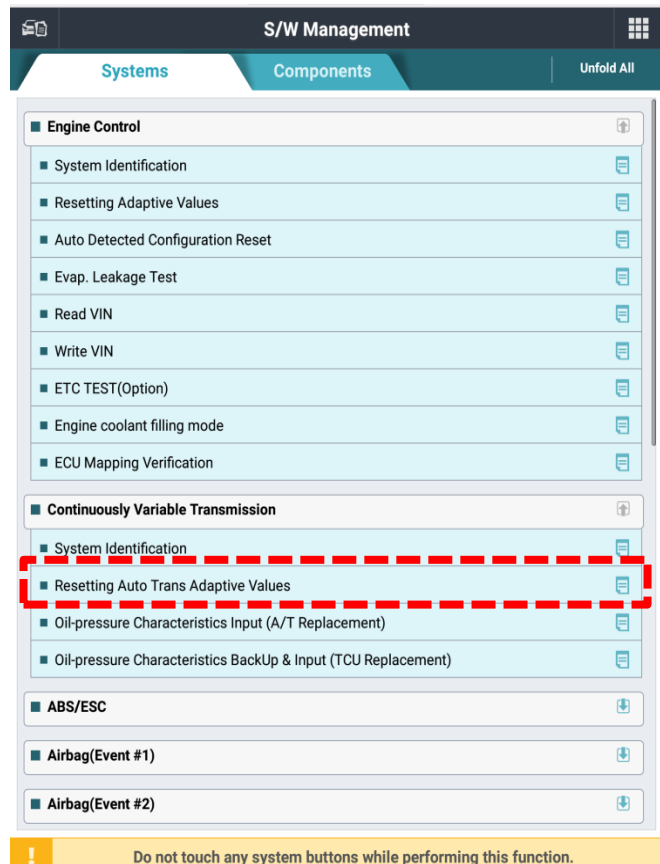 S/W Management
Systems
Components
Unfold All
Engine Control
System Identification
Resetting Adaptive Values
Auto Detected Configuration Reset
Evap. Leakage Test
Read VIN
Write VIN
ETC TEST(Option)
Engine coolant filling mode
ECU Mapping Verification
Continuously Variable Transmission
System Identification
Resetting Auto Trans Adaptive Values
Oil-pressure Characteristics Input (A/T Replacement)
Oil-pressure Characteristics BackUp & Input (TCU Replacement)
ABS/ESC
Airbag(Event #1)
Airbag(Event #2)
! Do not touch any system buttons while performing this function.